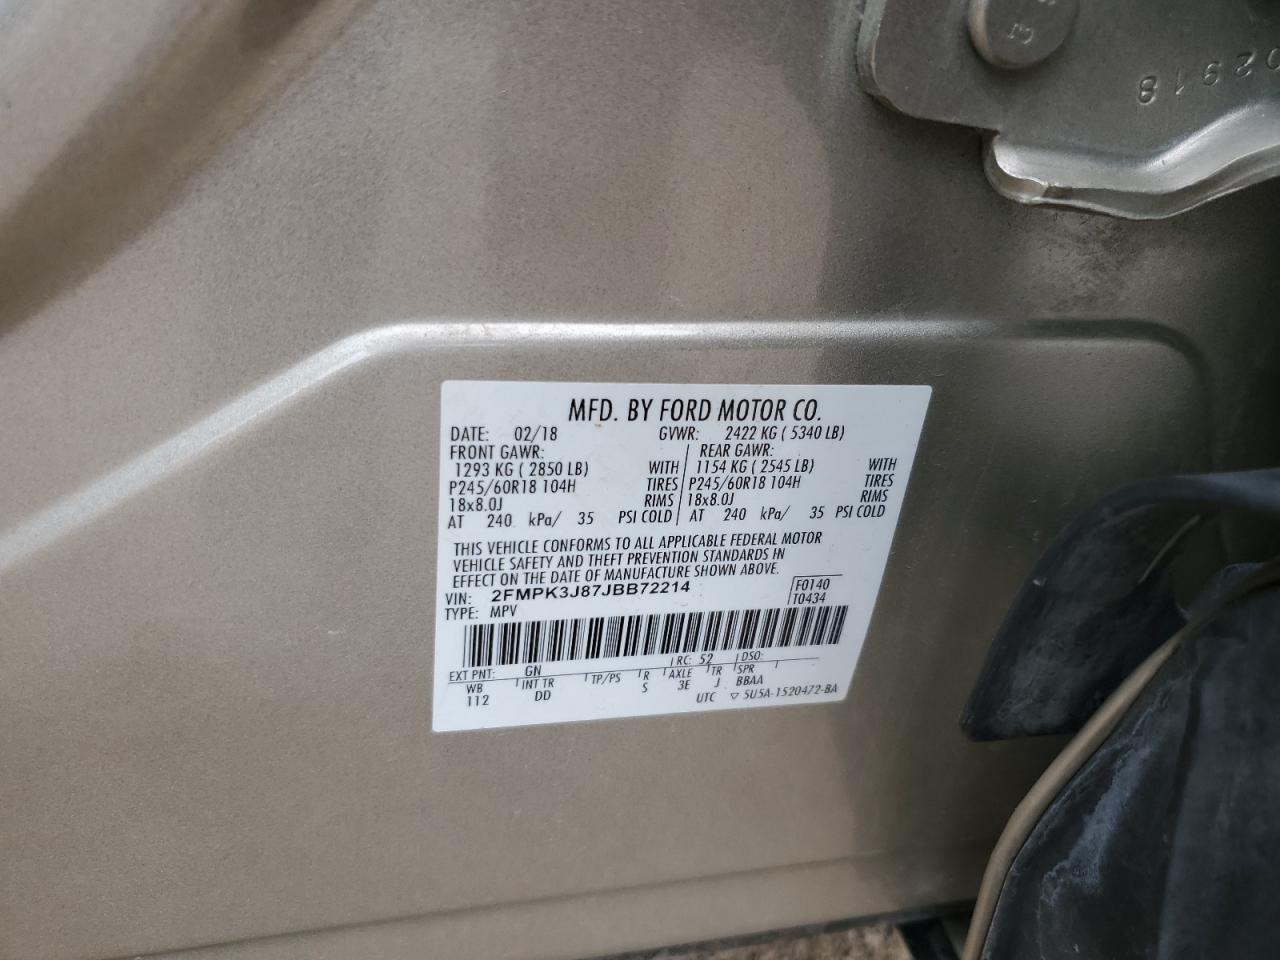 02918
MFD. BY FORD MOTOR CO.
DATE: 02/18 GVWR: 2422 KG ( 5340 LB)
FRONT GAWR: REAR GAWR:
1293 KG ( 2850 LB) WITH 1154 KG ( 2545 LB) WITH
P245/60R18 104H TIRES P245/60R18 104H TIRES
18x8.0J RIMS 18x8.0J RIMS
AT 240 kPa/ 35 PSI COLD AT 240 kPa/ 35 PSI COLD
THIS VEHICLE CONFORMS TO ALL APPLICABLE FEDERAL MOTOR
VEHICLE SAFETY AND THEFT PREVENTION STANDARDS IN
EFFECT ON THE DATE OF MANUFACTURE SHOWN ABOVE.
VIN: 2FMPK3J87JBB72214 F0140
TYPE: MPV T0434
EXT PNT: GN RC: 52 DSO:
WB INT TR TP/PS R AXLE TR SPR
112 DD S 3E J BBAA
UTC ▽ 5U5A-1520472-BA